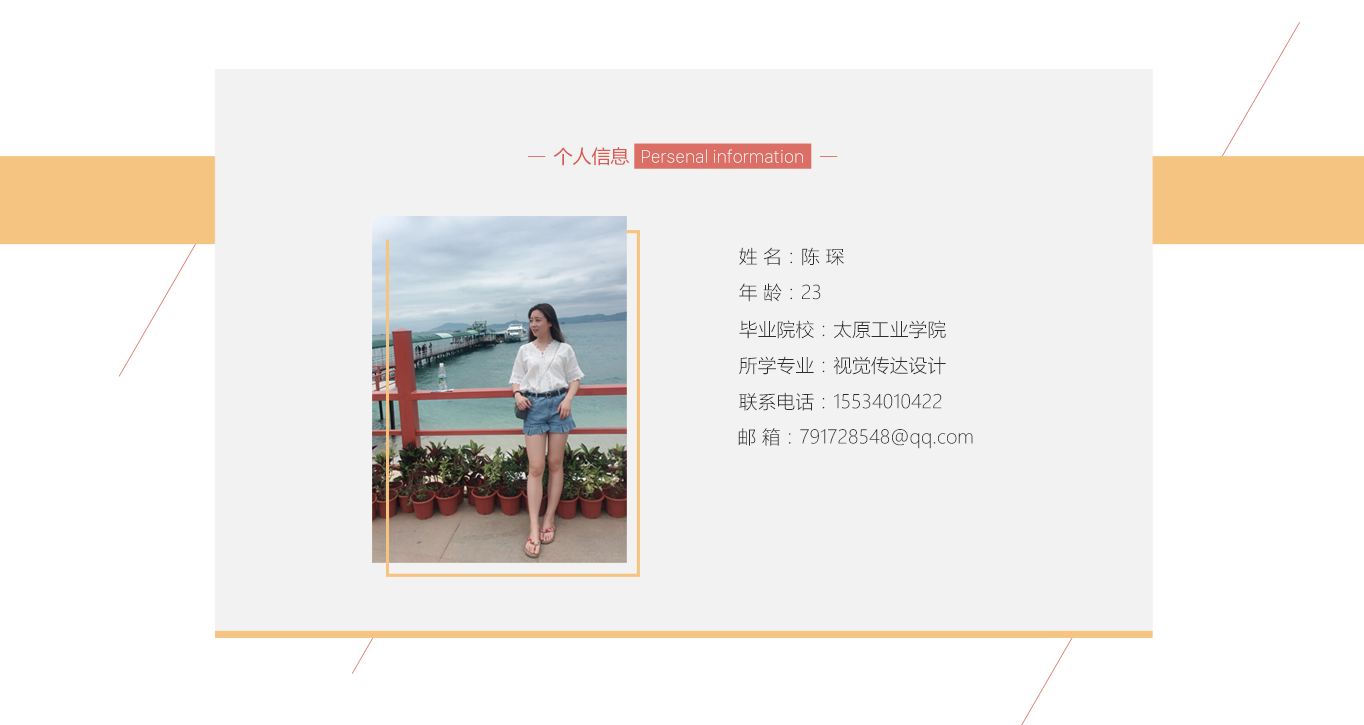 个人信息 Persenal information
姓 名：陈 琛
年 龄：23
毕业院校：太原工业学院
所学专业：视觉传达设计
联系电话：15534010422
邮 箱：791728548@qq.com